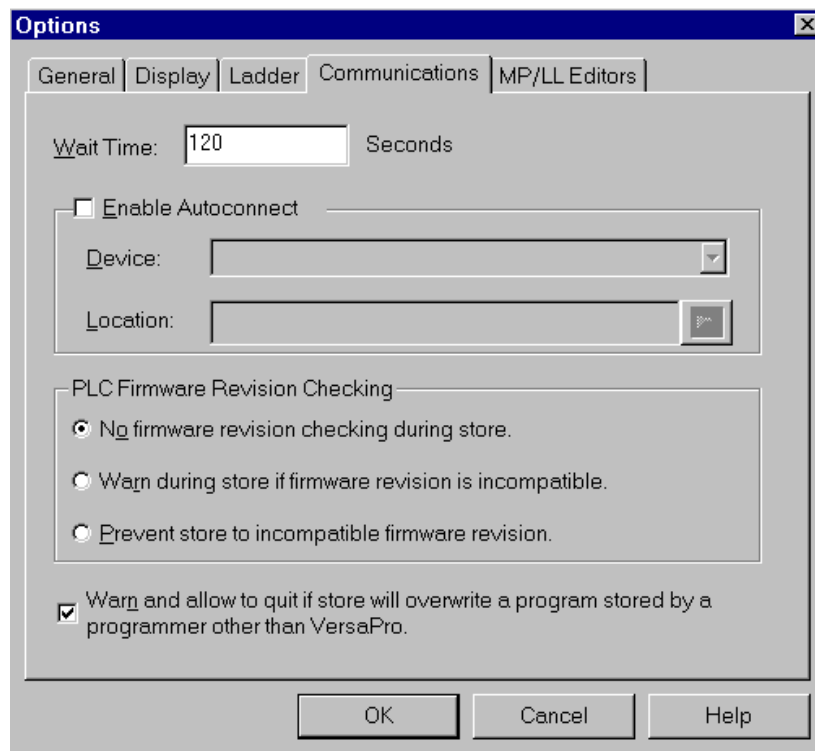 Options
General Display Ladder Communications MP/LL Editors
Wait Time: 120 Seconds
Enable Autoconnect
Device:
Location:
PLC Firmware Revision Checking
No firmware revision checking during store.
Warn during store if firmware revision is incompatible.
Prevent store to incompatible firmware revision.
Warn and allow to quit if store will overwrite a program stored by a
programmer other than VersaPro.
OK Cancel Help